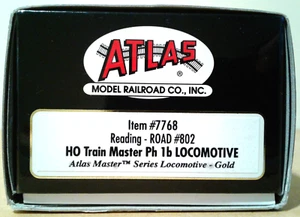 ATLAS
®
MODEL RAILROAD CO., INC.
Item #7768
Reading - ROAD #802
HO Train Master Ph 1b LOCOMOTIVE
Atlas Master™ Series Locomotive - Gold